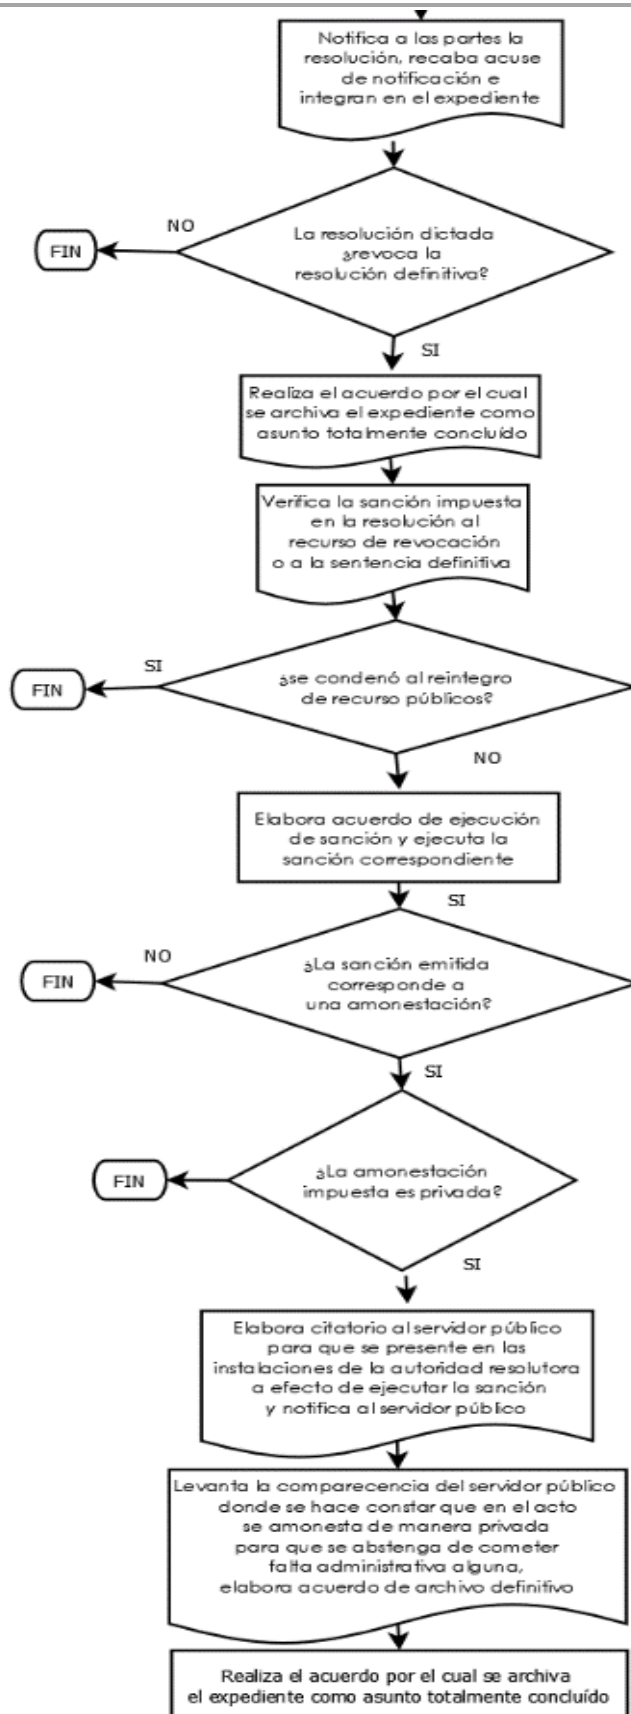 Notifica a las partes la
resolución, recaba acuse
de notificación e
integran en el expediente
NO
FIN
La resolución dictada
¿revoca la
resolución definitiva?
SI
Realiza el acuerdo por el cual
se archiva el expediente como
asunto totalmente concluído
Verifica la sanción impuesta
en la resolución al
recurso de revocación
o a la sentencia definitiva
SI
FIN
¿se condenó al reintegro
de recurso públicos?
NO
Elabora acuerdo de ejecución
de sanción y ejecuta la
sanción correspondiente
SI
NO
FIN
¿La sanción emitida
corresponde a
una amonestación?
SI
FIN
¿La amonestación
impuesta es privada?
SI
Elabora citatorio al servidor público
para que se presente en las
instalaciones de la autoridad resolutora
a efecto de ejecutar la sanción
y notifica al servidor público
Levanta la comparecencia del servidor público
donde se hace constar que en el acto
se amonesta de manera privada
para que se abstenga de cometer
falta administrativa alguna,
elabora acuerdo de archivo definitivo
Realiza el acuerdo por el cual se archiva
el expediente como asunto totalmente concluído